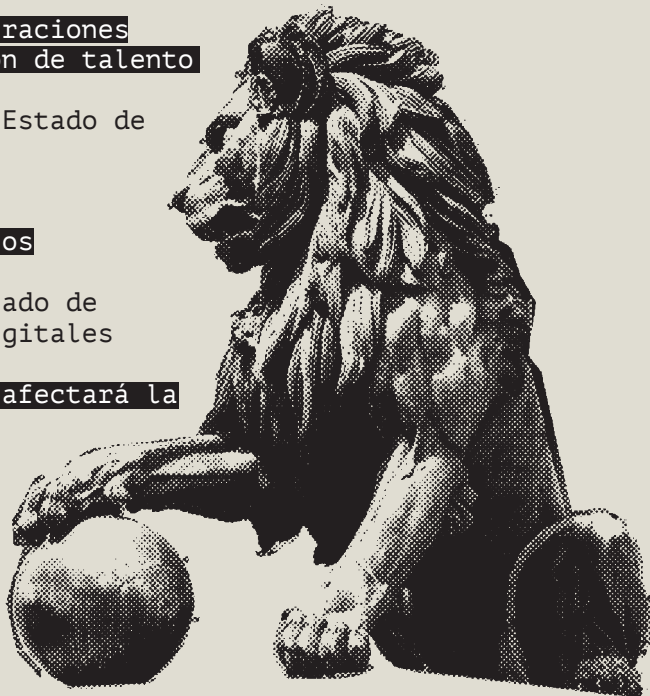 raciones
n de talento
Estado de
os
ado de
gitales
afectará la